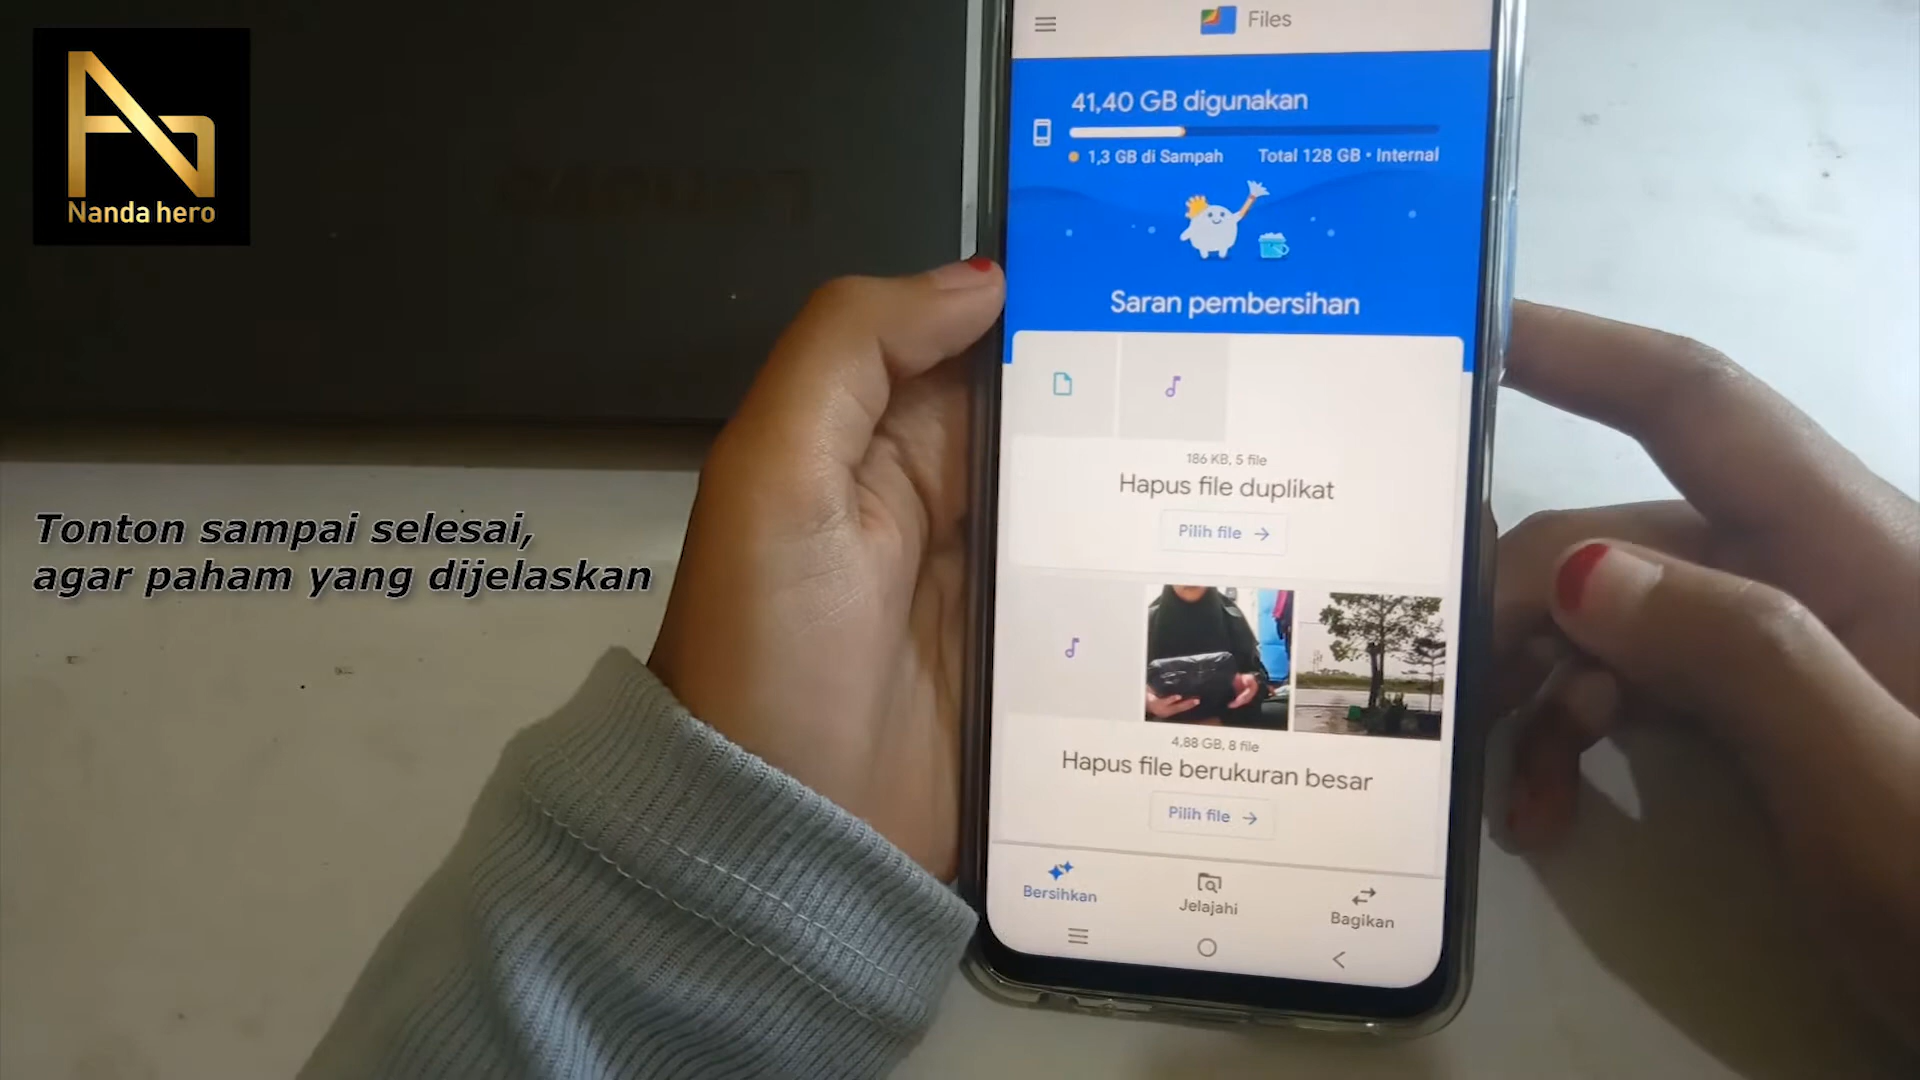 Nanda hero
Tonton sampai selesai,
agar paham yang dijelaskan
Files
41,40 GB digunakan
1,3 GB di Sampah
Total 128 GB • Internal
Saran pembersihan
186 KB, 5 file
Hapus file duplikat
Pilih file →
4,88 GB, 8 file
Hapus file berukuran besar
Pilih file →
Bersihkan
Jelajahi
Bagikan